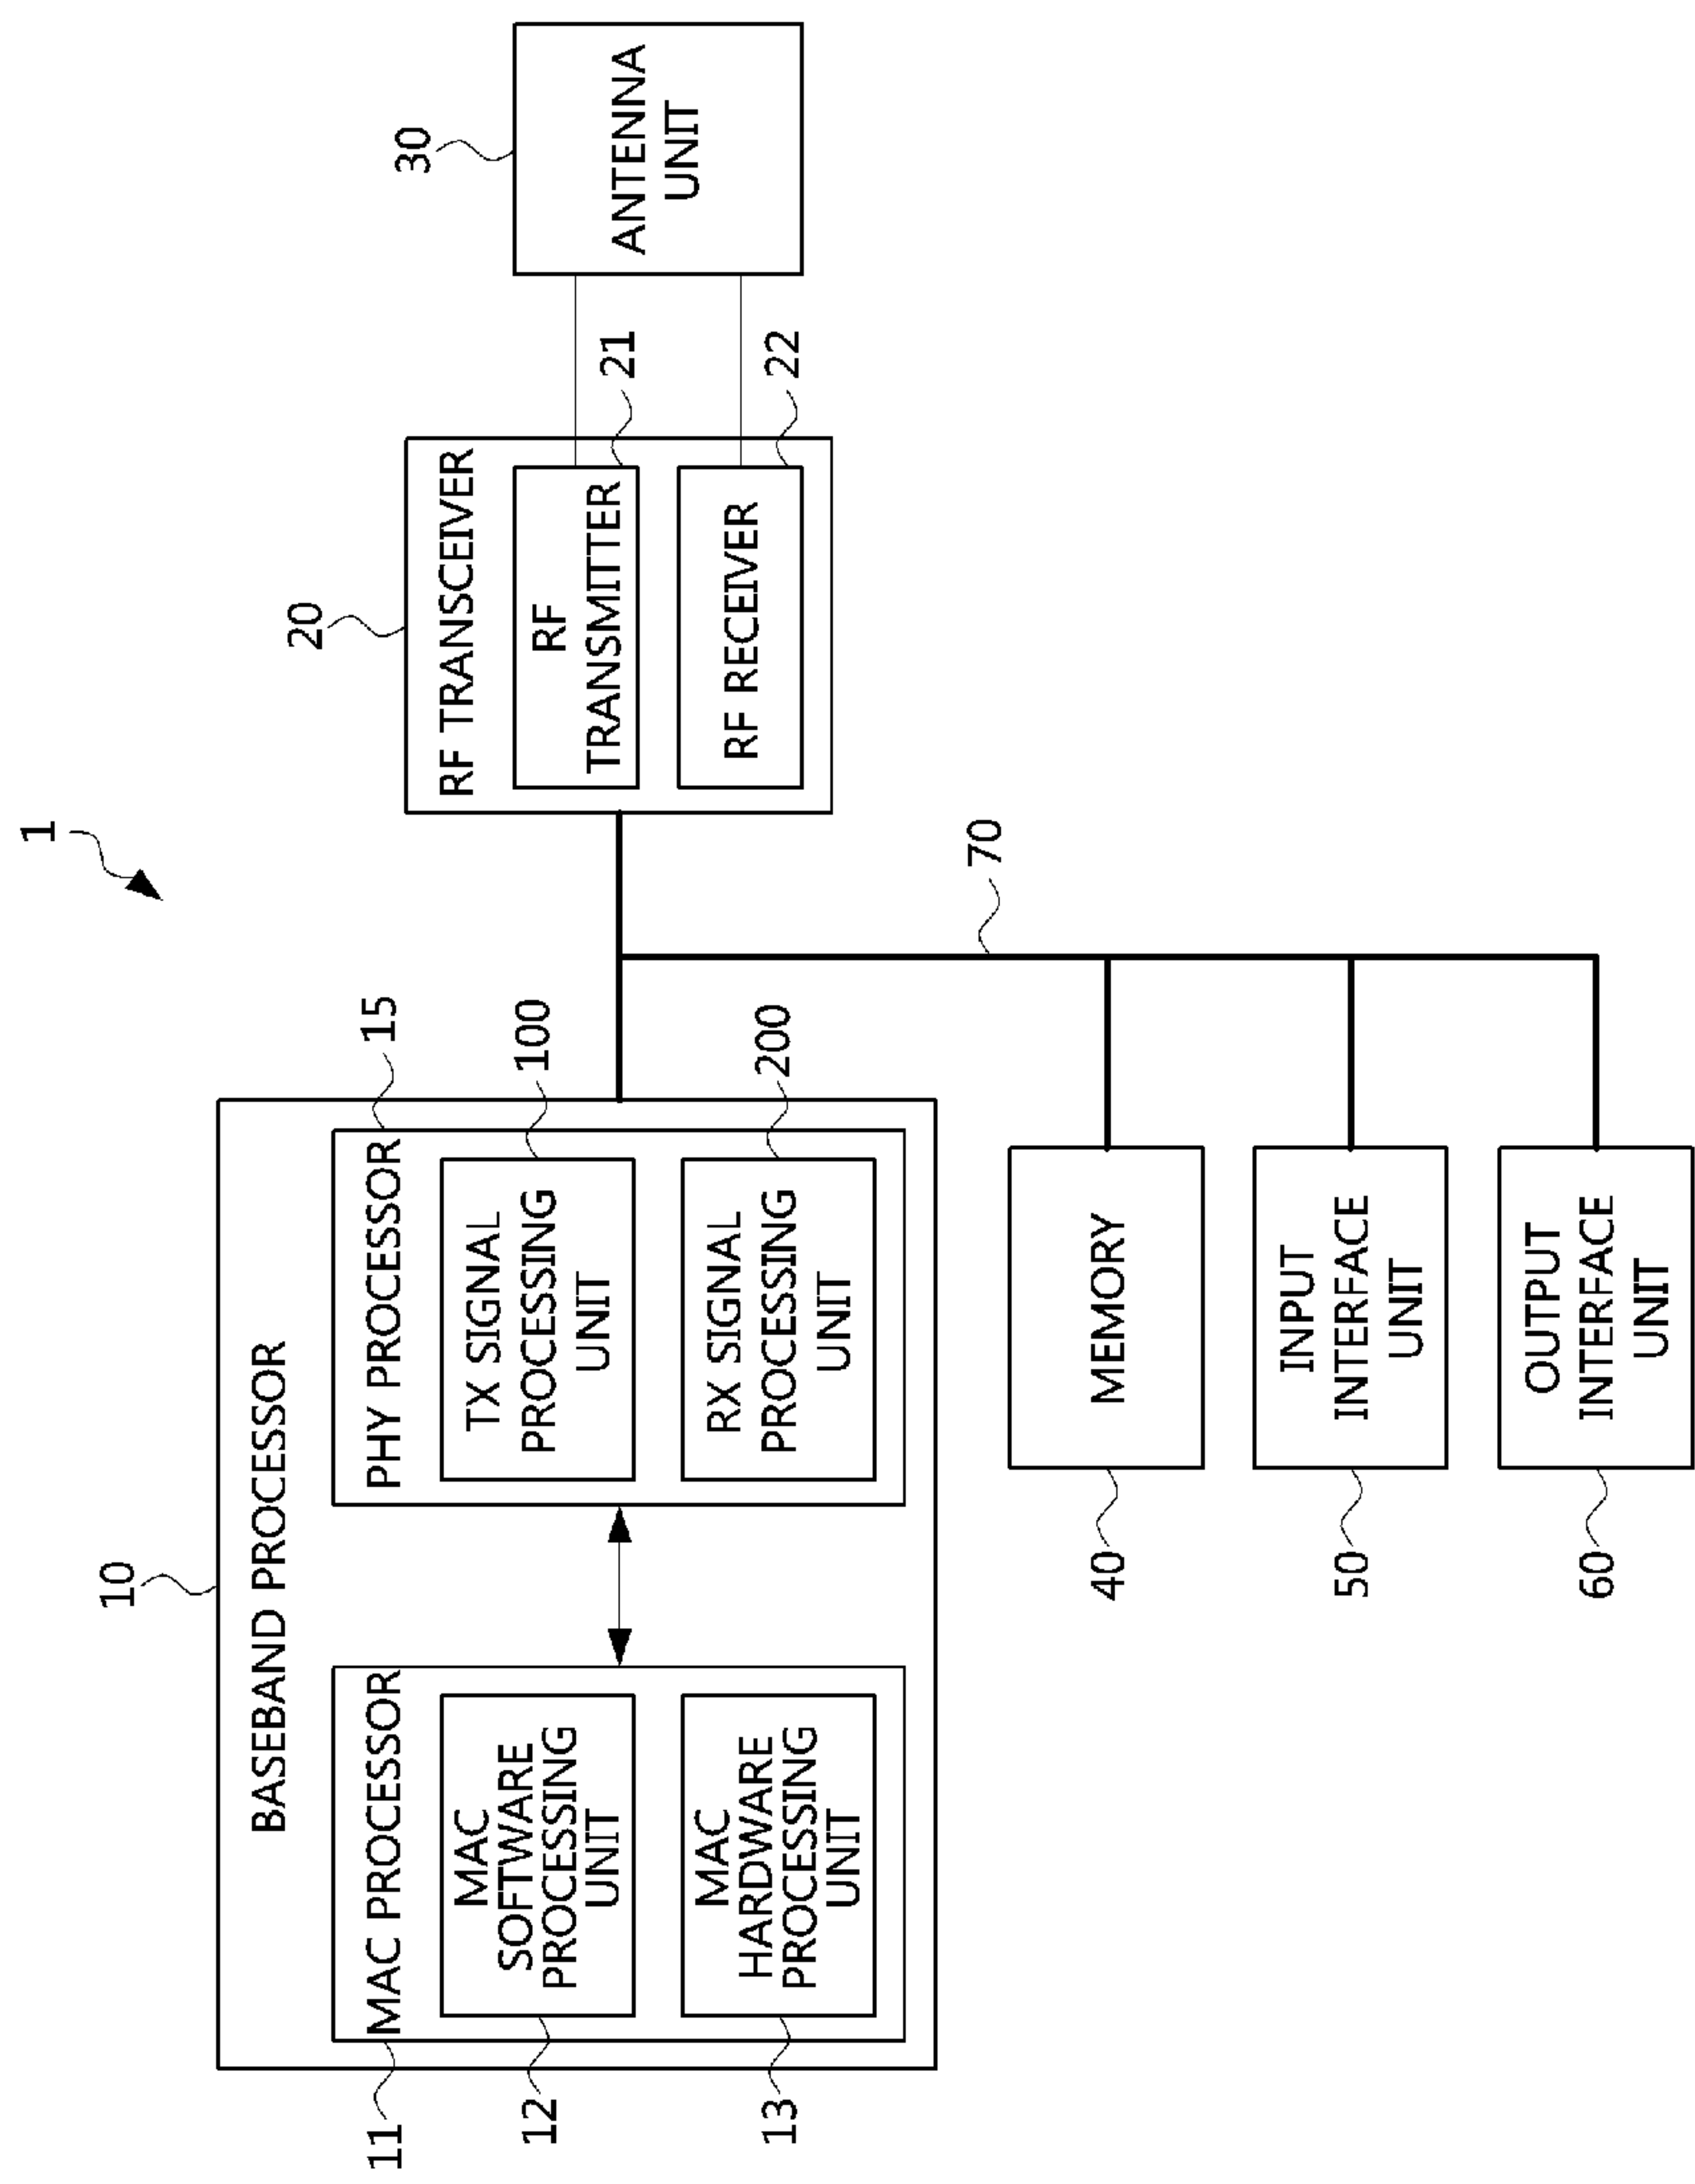 1
10
BASEBAND PROCESSOR
11
MAC PROCESSOR
12
MAC
SOFTWARE
PROCESSING
UNIT
13
MAC
HARDWARE
PROCESSING
UNIT
15
PHY PROCESSOR
100
TX SIGNAL
PROCESSING
UNIT
200
RX SIGNAL
PROCESSING
UNIT
20
RF TRANSCEIVER
21
RF
TRANSMITTER
22
RF RECEIVER
30
ANTENNA
UNIT
70
40
MEMORY
50
INPUT
INTERFACE
UNIT
60
OUTPUT
INTERFACE
UNIT